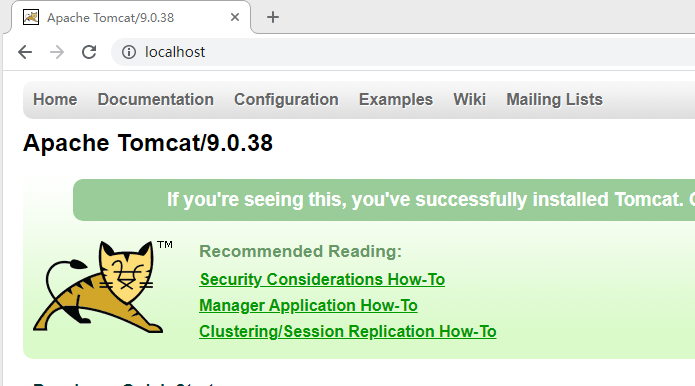 Apache Tomcat/9.0.38
localhost
Home Documentation Configuration Examples Wiki Mailing Lists
Apache Tomcat/9.0.38
If you're seeing this, you've successfully installed Tomcat.
TM
Recommended Reading:
Security Considerations How-To
Manager Application How-To
Clustering/Session Replication How-To